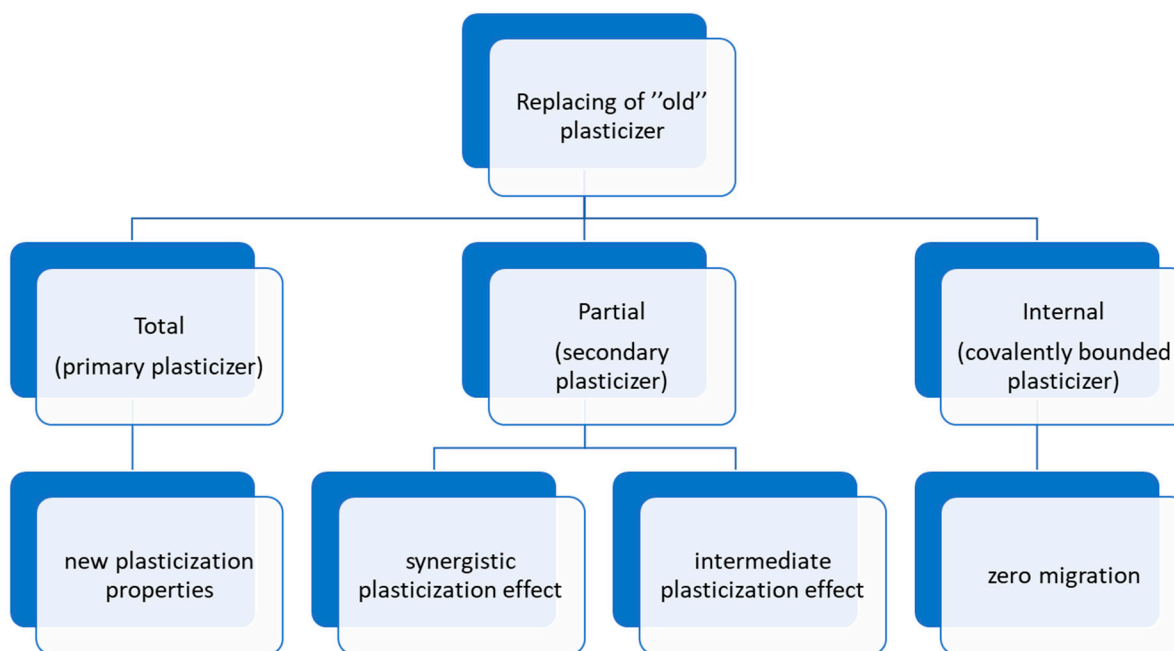 Replacing of ’’old’’
plasticizer
Total
(primary plasticizer)
Partial
(secondary
plasticizer)
Internal
(covalently bounded
plasticizer)
new plasticization
properties
synergistic
plasticization effect
intermediate
plasticization effect
zero migration